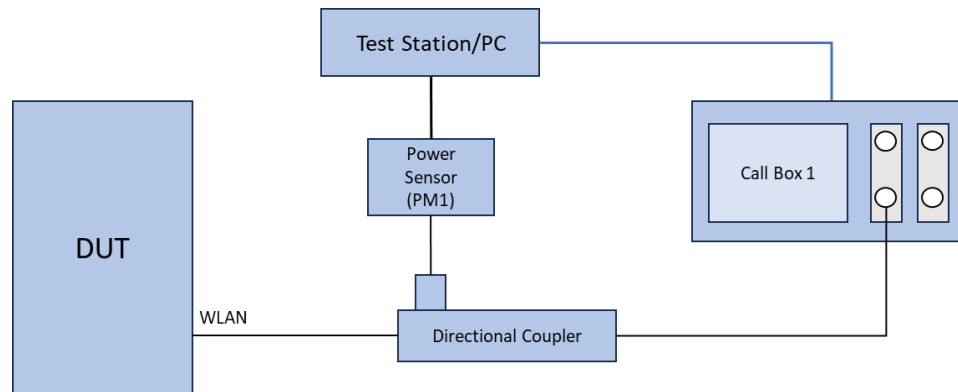 Test Station/PC
Power
Sensor
(PM1)
Call Box 1
DUT
WLAN
Directional Coupler